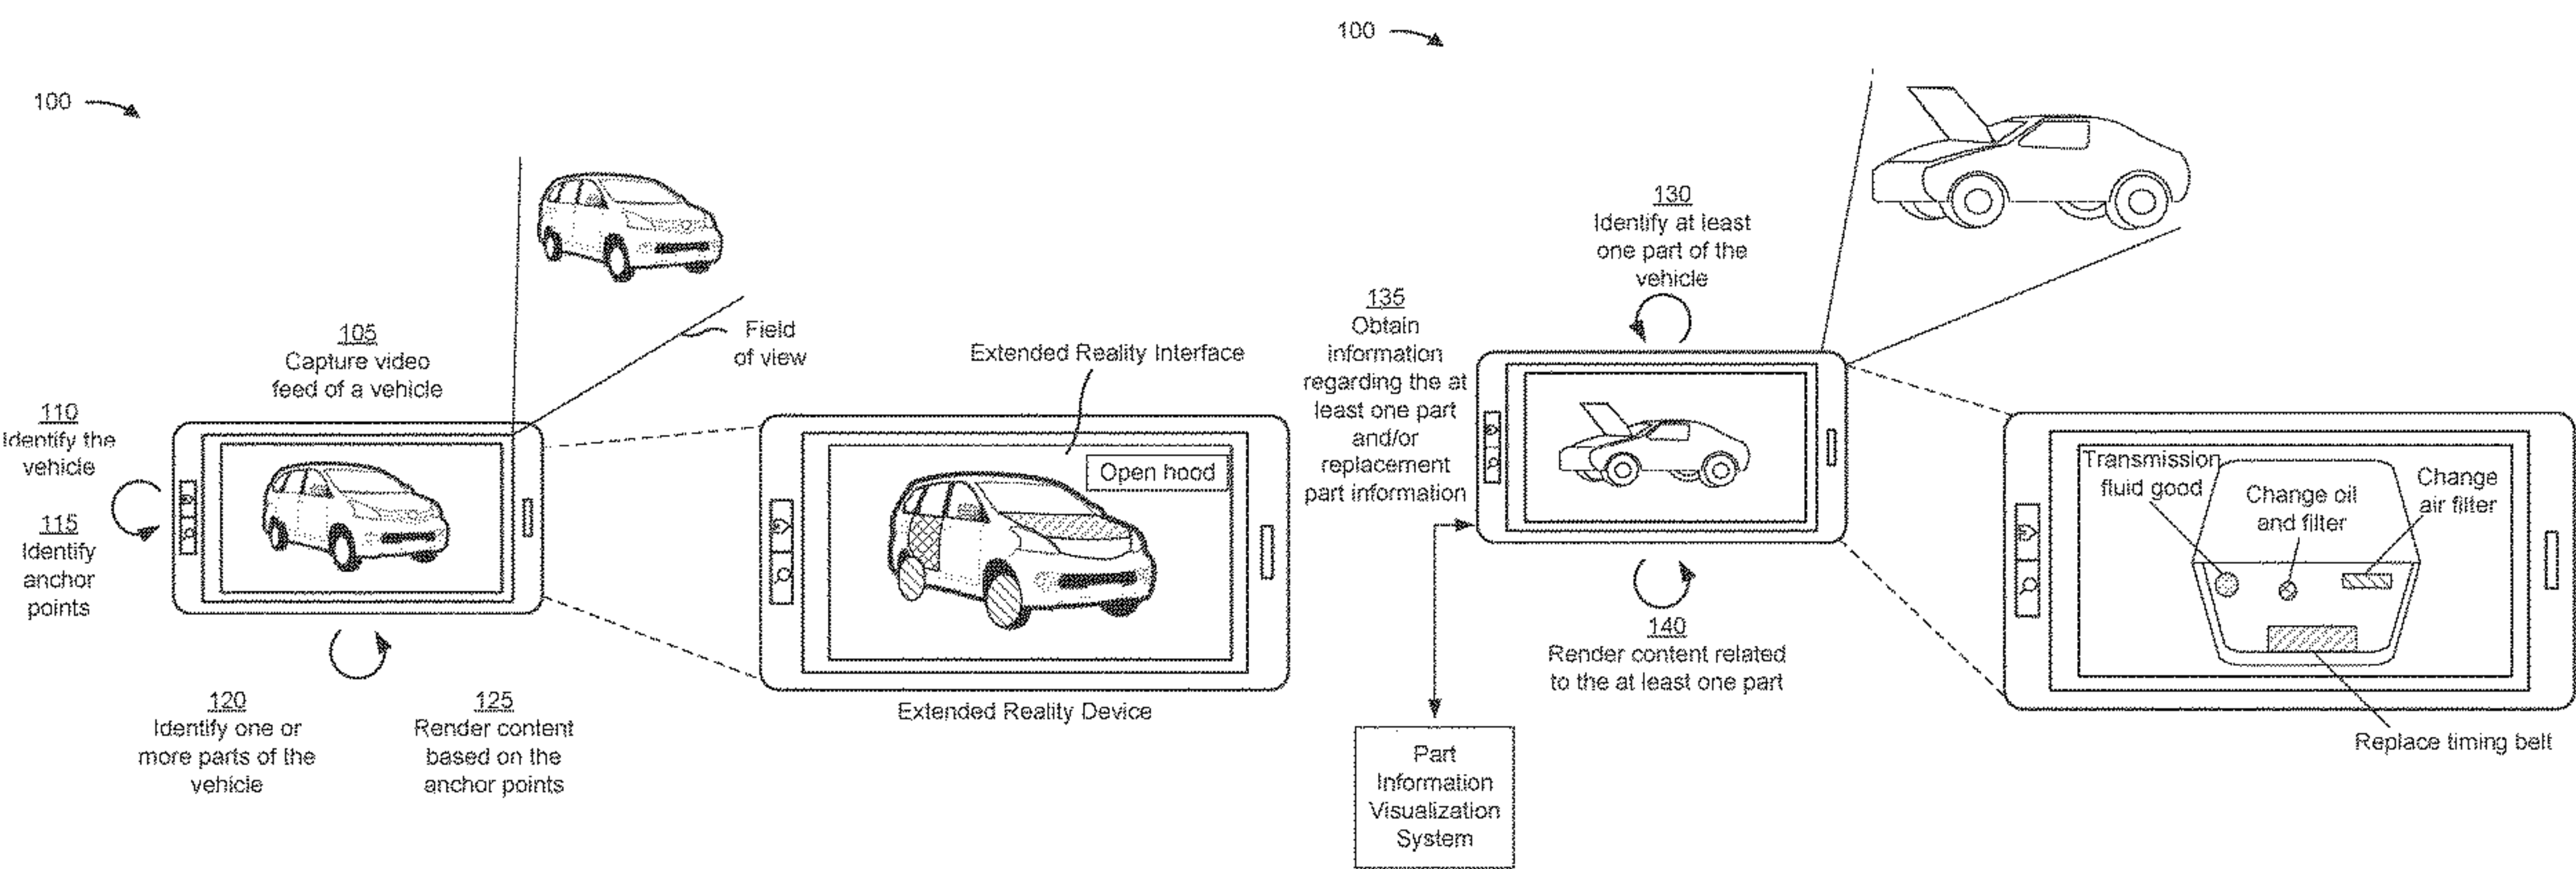 100
105
Capture video
feed of a vehicle
Field
of view
110
Identify the
vehicle
115
Identify
anchor
points
120
Identify one or
more parts of the
vehicle
125
Render content
based on the
anchor points
Extended Reality Interface
Open hood
Extended Reality Device
100
130
Identify at least
one part of the
vehicle
135
Obtain
information
regarding the at
least one part
and/or
replacement
part information
140
Render content related
to the at least one part
Part
Information
Visualization
System
Transmission
fluid good
Change oil
and filter
Change
air filter
Replace timing belt